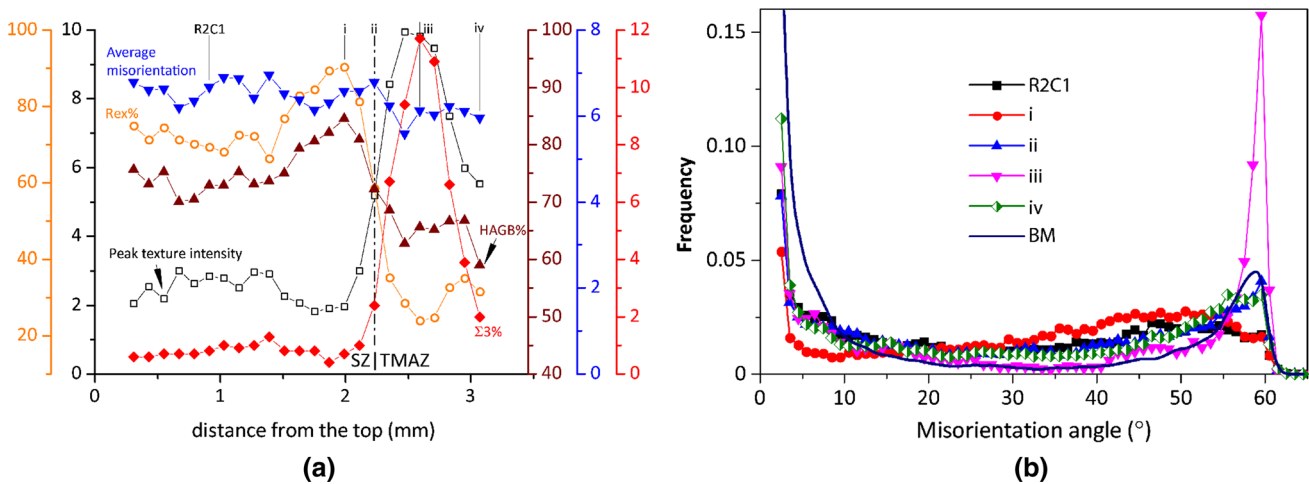 R2C1 i ii iii iv
Average
misorientation
Rex%
Peak texture intensity
HAGB%
Σ3%
SZ TMAZ
100
80
60
40
20
10
8
6
4
2
0
100
90
80
70
60
50
40
8
6
4
2
0
12
10
8
6
4
2
0
0 1 2 3
distance from the top (mm)
(a)
Frequency
0.15
0.10
0.05
0
R2C1
i
ii
iii
iv
BM
0 10 20 30 40 50 60
Misorientation angle (°)
(b)